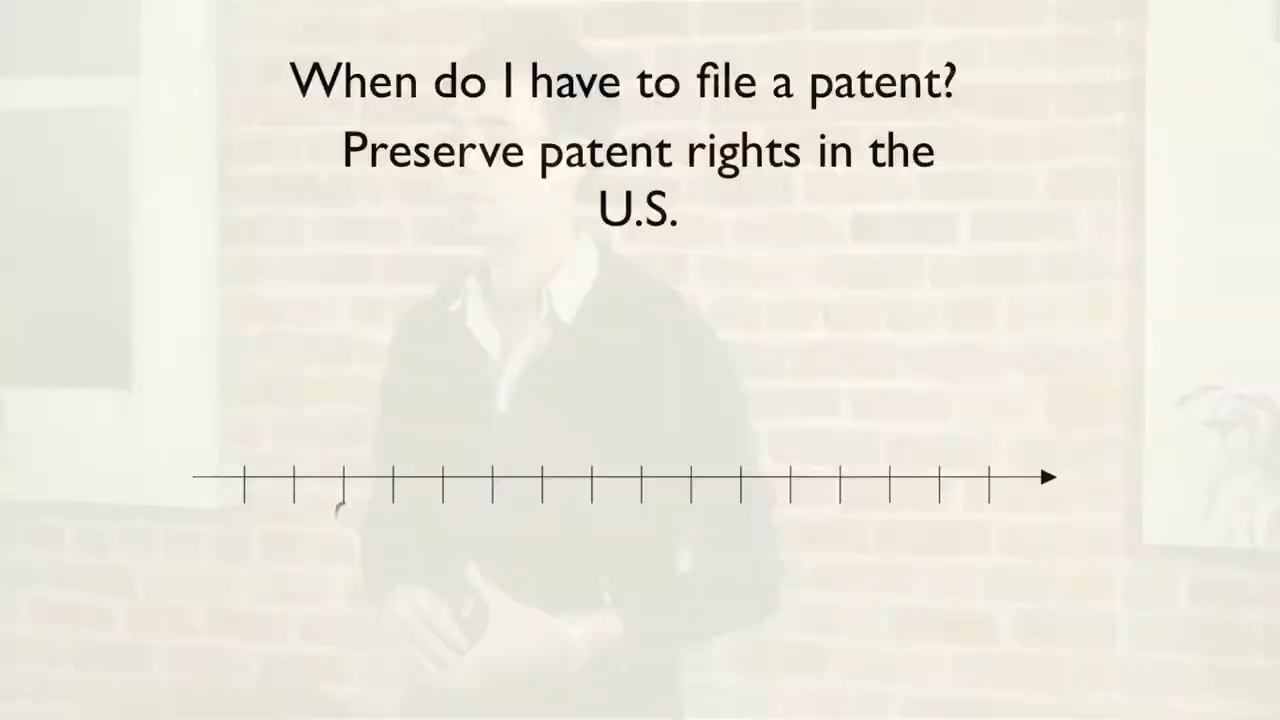 When do I have to file a patent?
Preserve patent rights in the
U.S.